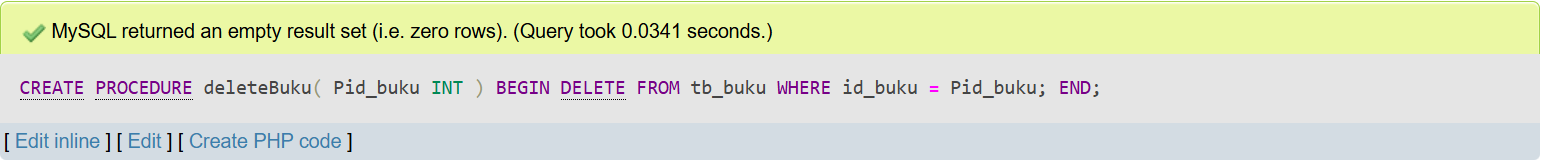 MySQL returned an empty result set (i.e. zero rows). (Query took 0.0341 seconds.)
CREATE PROCEDURE deleteBuku( Pid_buku INT ) BEGIN DELETE FROM tb_buku WHERE id_buku = Pid_buku; END;
[ Edit inline ] [ Edit ] [ Create PHP code ]